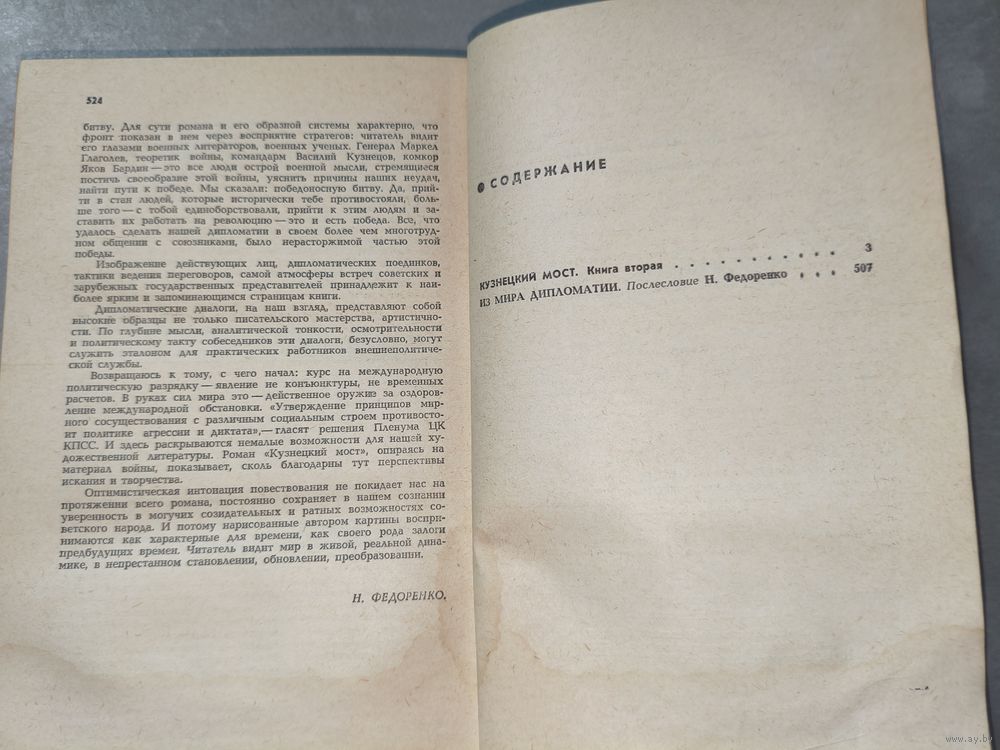 524
битву. Для сути романа и его образной системы характерно, что
фронт показан в нем через восприятие стратегов: читатель видит
его глазами военных литераторов, военных ученых. Генерал Маркел
Глаголев, теоретик войны, командарм Василий Кузнецов, комкор
Яков Бардин — это все люди острой военной мысли, стремящиеся
постичь своеобразие этой войны, уяснить причины наших неудач,
найти пути к победе. Мы сказали: победоносную битву. Да, прий-
ти в стан людей, которые исторически тебе противостояли, боль-
ше того — с тобой единоборствовали, прийти к этим людям и за-
ставить их работать на революцию — это и есть победа. Все, что
удалось сделать нашей дипломатии в своем более чем многотруд-
ном общении с союзниками, было нерасторжимой частью этой
победы.
Изображение действующих лиц, дипломатических поединков,
тактики ведения переговоров, самой атмосферы встреч советских и
зарубежных государственных представителей принадлежит к наи-
более ярким и запоминающимся страницам книги.
Дипломатические диалоги, на наш взгляд, представляют собой
высокие образцы не только писательского мастерства, артистично-
сти. По глубине мысли, аналитической тонкости, осмотрительности
и политическому такту собеседников эти диалоги, безусловно, могут
служить эталоном для практических работников внешнеполитиче-
ской службы.
Возвращаюсь к тому, с чего начал: курс на международную
политическую разрядку — явление не конъюнктуры, не временных
расчетов. В руках сил мира это — действенное оружие за оздоров-
ление международной обстановки. «Утверждение принципов мир-
ного сосуществования с различным социальным строем противосто-
ит политике агрессии и диктата»,— гласят решения Пленума ЦК
КПСС. И здесь раскрываются немалые возможности для нашей ху-
дожественной литературы. Роман «Кузнецкий мост», опираясь на
материал войны, показывает, сколь благодарны тут перспективы
искания и творчества.
Оптимистическая интонация повествования не покидает нас на
протяжении всего романа, постоянно сохраняет в нашем сознании
уверенность в могучих созидательных и ратных возможностях со-
ветского народа. И потому нарисованные автором картины воспри-
нимаются как характерные для времени, как своего рода залоги
предбудущих времен. Читатель видит мир в живой, реальной дина-
мике, в непрестанном становлении, обновлении, преобразовании.
Н. ФЕДОРЕНКО.
СОДЕРЖАНИЕ
КУЗНЕЦКИЙ МОСТ. Книга вторая . . . . . . . . . . 3
ИЗ МИРА ДИПЛОМАТИИ. Послесловие Н. Федоренко . . . 507
www.ay.by